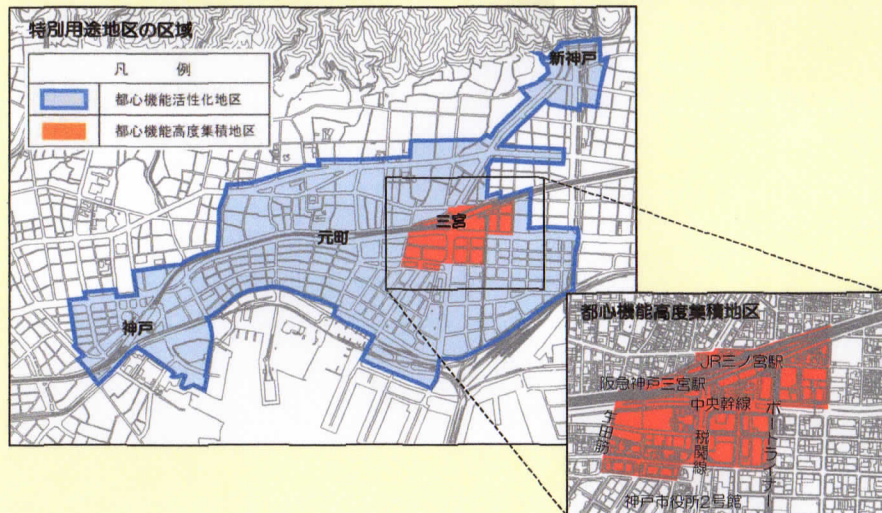 特別用途地区の区域
凡 例
都心機能活性化地区
都心機能高度集積地区
新神戸
三宮
元町
神戸
都心機能高度集積地区
JR三ノ宮駅
阪急神戸三宮駅
中央幹線
生田筋
税関線
ポートライナー
神戸市役所2号館